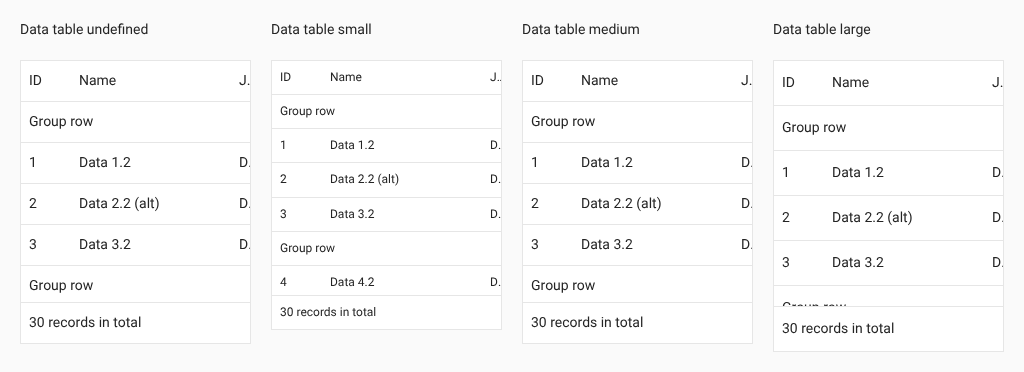 Data table undefined
ID Name J.
Group row
1 Data 1.2 D.
2 Data 2.2 (alt) D.
3 Data 3.2 D.
Group row
30 records in total
Data table small
ID Name J..
Group row
1 Data 1.2 D.
2 Data 2.2 (alt) D.
3 Data 3.2 D.
Group row
4 Data 4.2 D.
30 records in total
Data table medium
ID Name J.
Group row
1 Data 1.2 D.
2 Data 2.2 (alt) D.
3 Data 3.2 D.
Group row
30 records in total
Data table large
ID Name J.
Group row
1 Data 1.2 D.
2 Data 2.2 (alt) D.
3 Data 3.2 D.
Group row
30 records in total